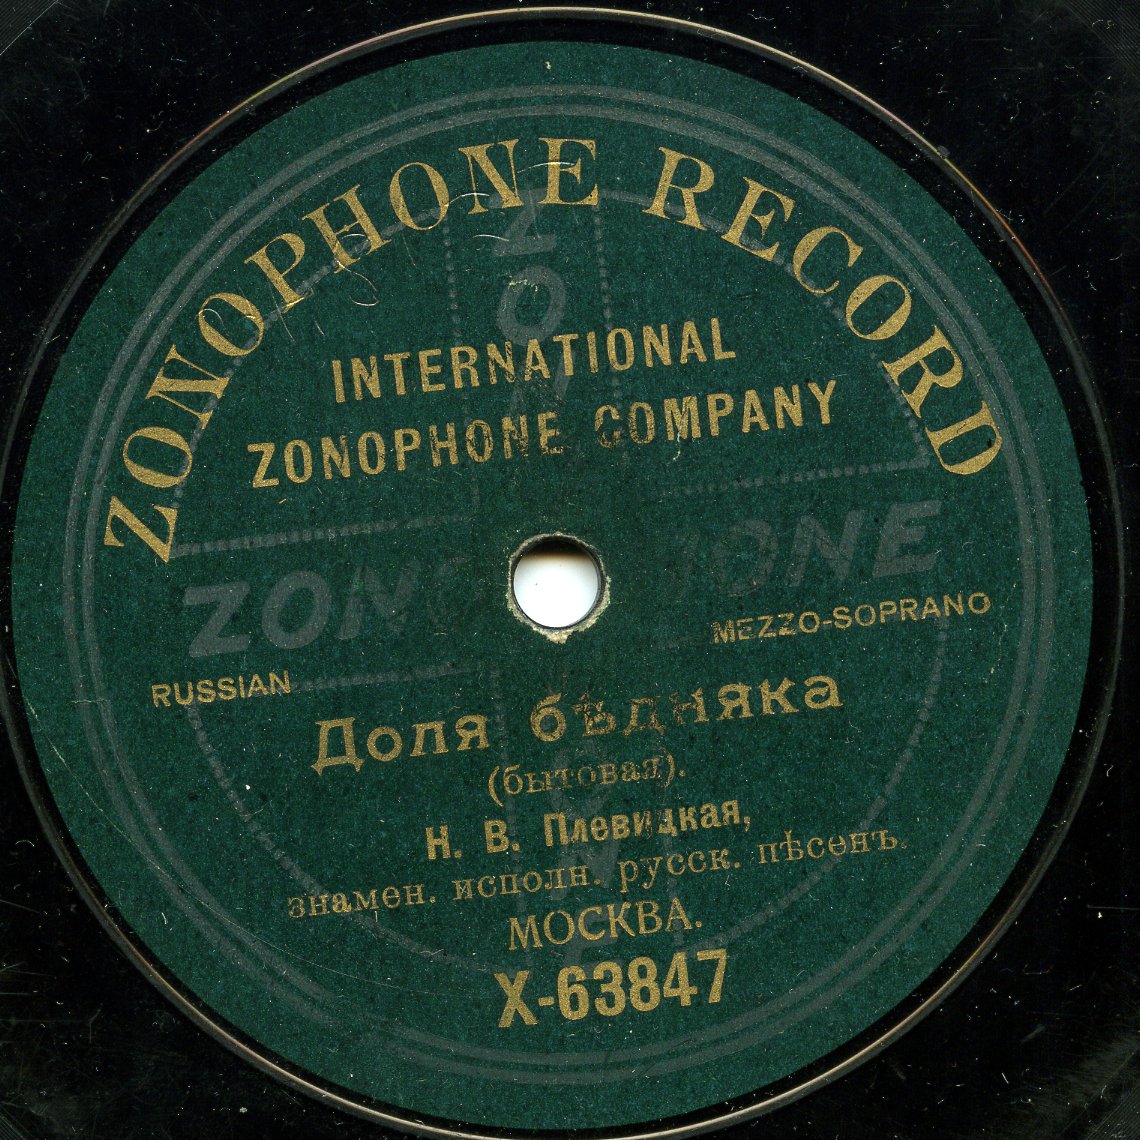 ZONOPHONE RECORD
INTERNATIONAL
ZONOPHONE COMPANY
ZONOPHONE
ZONOPHONE
MEZZO-SOPRANO
RUSSIAN
Доля бѣдняка
(бытовая).
Н. В. Плевицкая,
знамен. исполн. русск. пѣсенъ.
МОСКВА.
X-63847